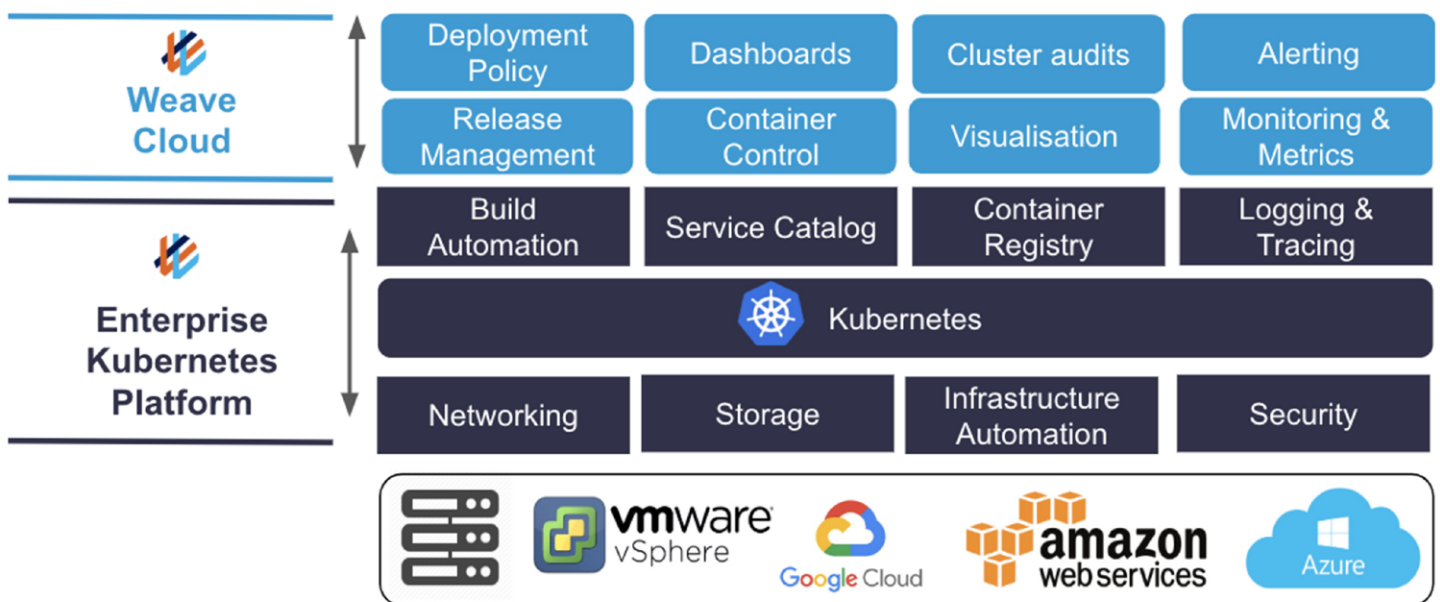 Weave
Cloud
Deployment
Policy
Dashboards
Cluster audits
Alerting
Release
Management
Container
Control
Visualisation
Monitoring &
Metrics
Enterprise
Kubernetes
Platform
Build
Automation
Service Catalog
Container
Registry
Logging &
Tracing
Kubernetes
Networking
Storage
Infrastructure
Automation
Security
vmware
vSphere
Google Cloud
amazon
web services
Azure